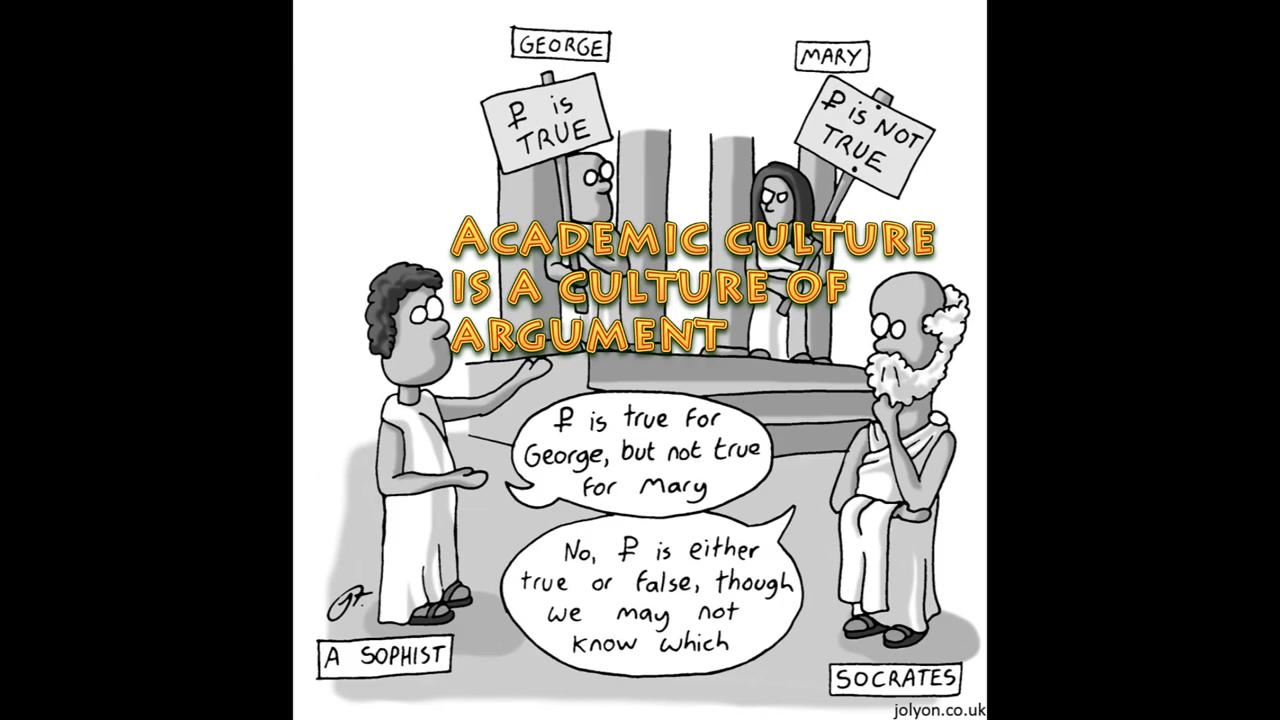 GEORGE
MARY
₽ is
TRUE
₽ is NOT
TRUE
ACADEMIC CULTURE
IS A CULTURE OF
ARGUMENT
₽ is true for
George, but not true
for Mary
No, ₽ is either
true or false, though
we may not
know which
A SOPHIST
SOCRATES
jolyon.co.uk